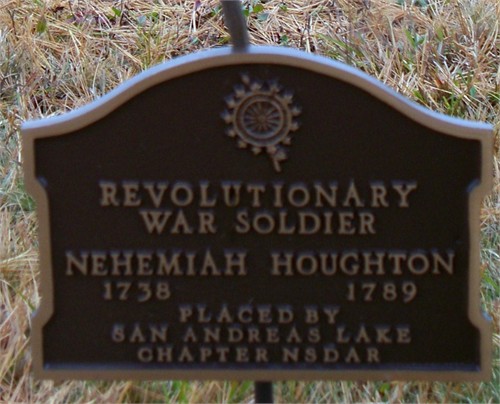 REVOLUTIONARY
WAR SOLDIER
NEHEMIAH HOUGHTON
1738 1789
PLACED BY
SAN ANDREAS LAKE
CHAPTER NSDAR